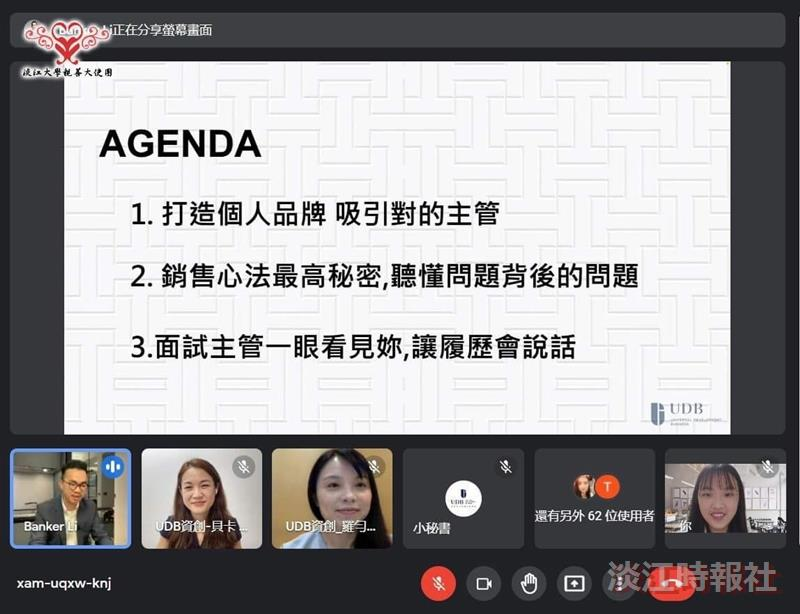 正在分享螢幕畫面
淡江大學親善大使團
AGENDA
1. 打造個人品牌 吸引對的主管
2. 銷售心法最高秘密,聽懂問題背後的問題
3.面試主管一眼看見妳,讓履歷會說話
UDB
Banker Li
UDB資創-貝卡 ...
UDB資創_羅勻...
UDB
小秘書
T
還有另外 62 位使用者
你
xam-uqxw-knj
淡江時報社